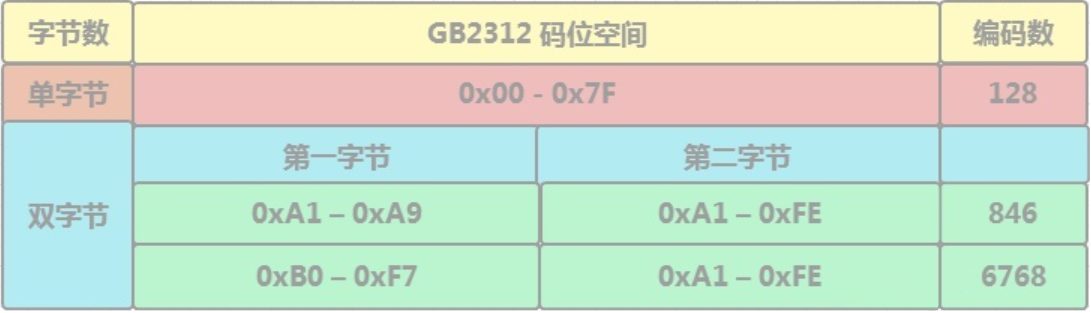 字节数 GB2312 码位空间 编码数
单字节 0x00 - 0x7F 128
第一字节 第二字节
双字节
0xA1 – 0xA9 0xA1 – 0xFE 846
0xB0 – 0xF7 0xA1 – 0xFE 6768